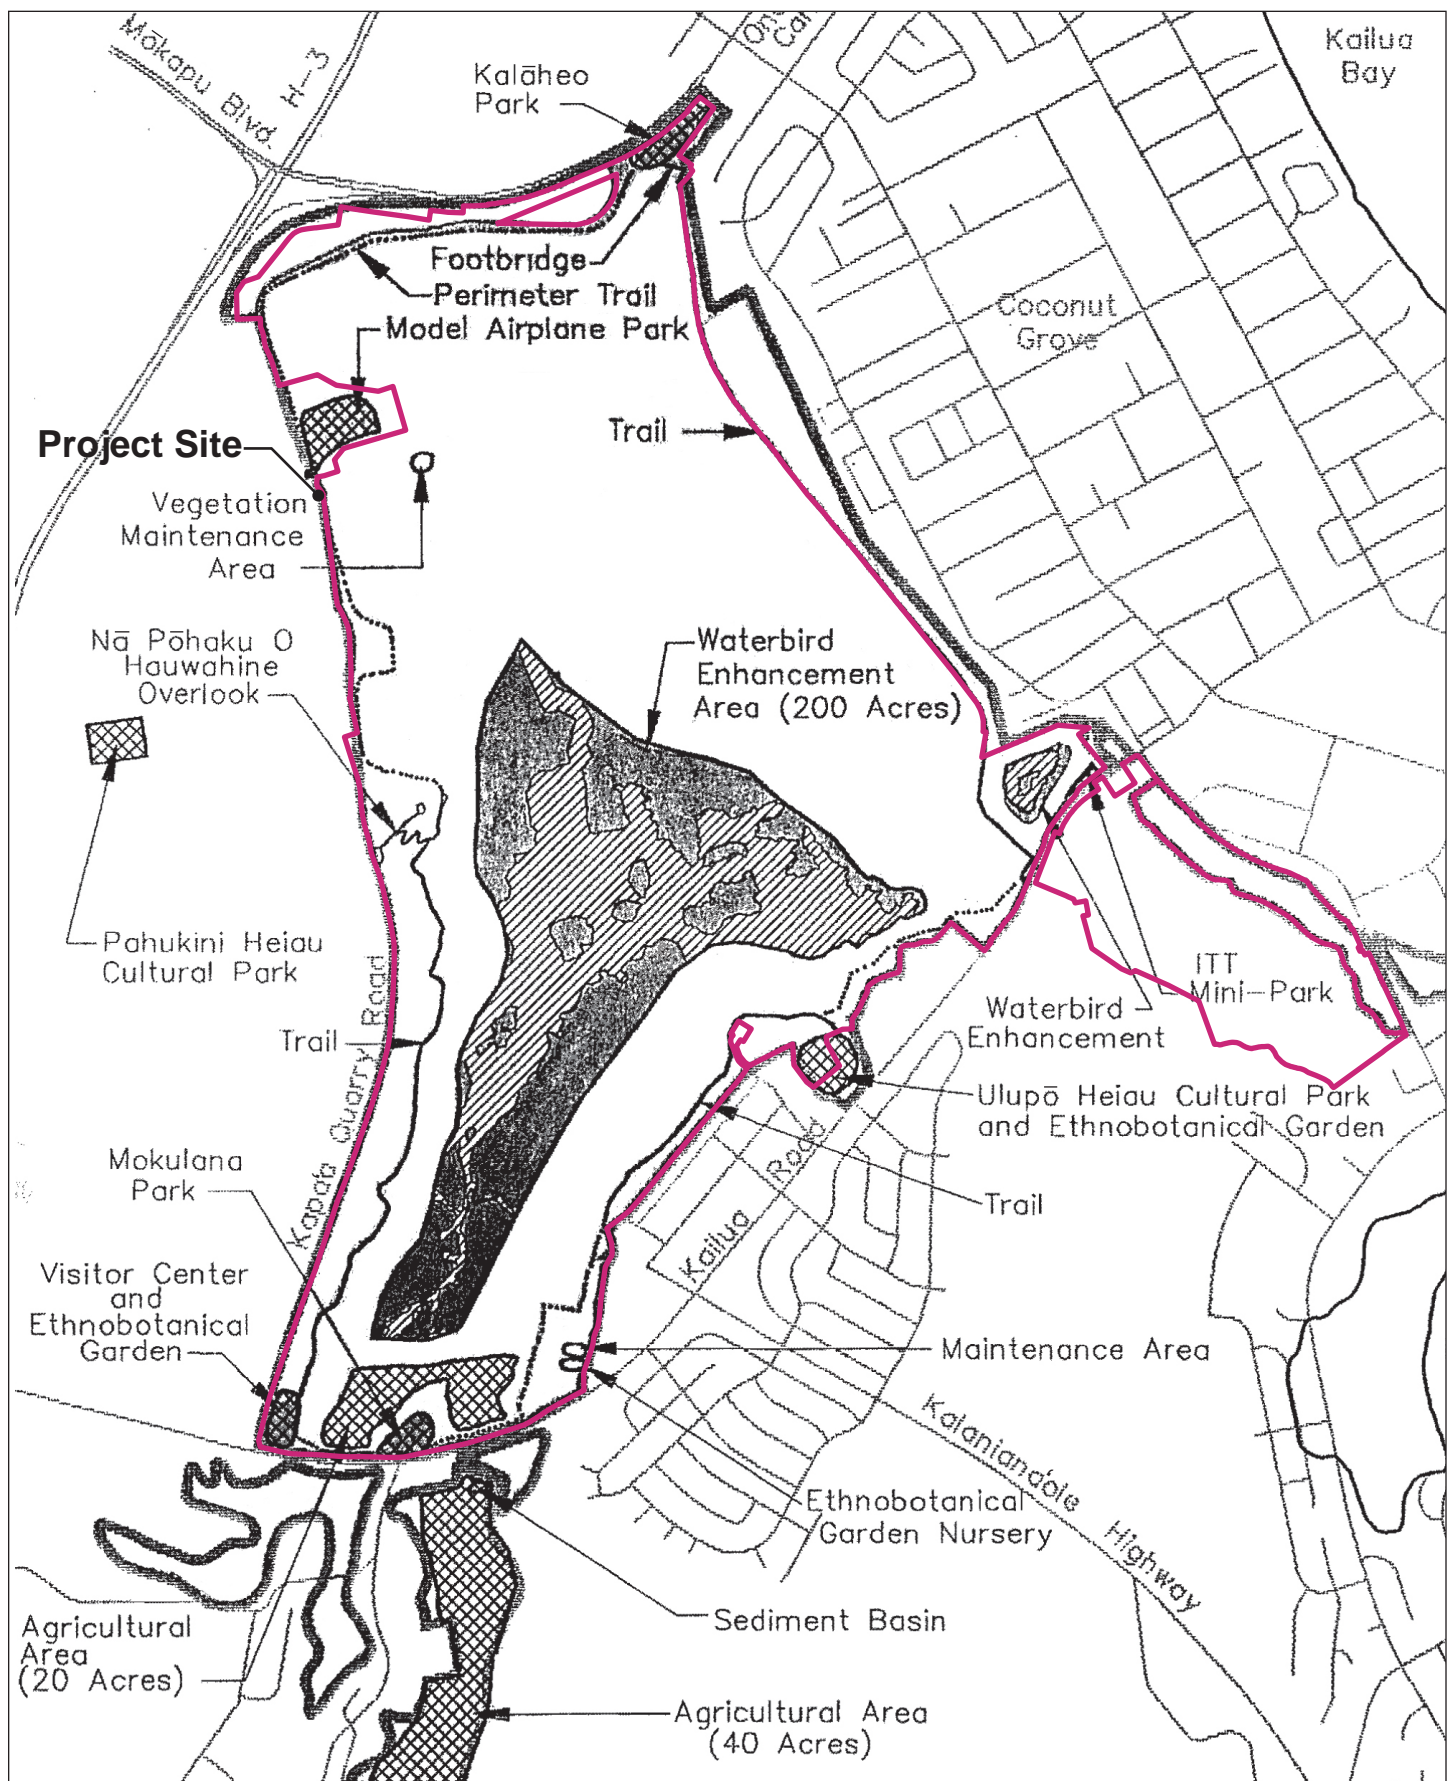 Mōkapu Blvd.
H-3
Kailua
Bay
Kalāheo
Park
Footbridge
Perimeter Trail
Model Airplane Park
Coconut
Grove
Trail
Project Site
Vegetation
Maintenance
Area
Nā Pōhaku O
Hauwahine
Overlook
Waterbird
Enhancement
Area (200 Acres)
Pahukini Heiau
Cultural Park
ITT
Mini-Park
Waterbird
Enhancement
Trail
Kapa'a Quarry Road
Ulupō Heiau Cultural Park
and Ethnobotanical Garden
Mokulana
Park
Trail
Kailua Road
Visitor Center
and
Ethnobotanical
Garden
Maintenance Area
Kalaniana'ole Highway
Ethnobotanical
Garden Nursery
Sediment Basin
Agricultural
Area
(20 Acres)
Agricultural Area
(40 Acres)